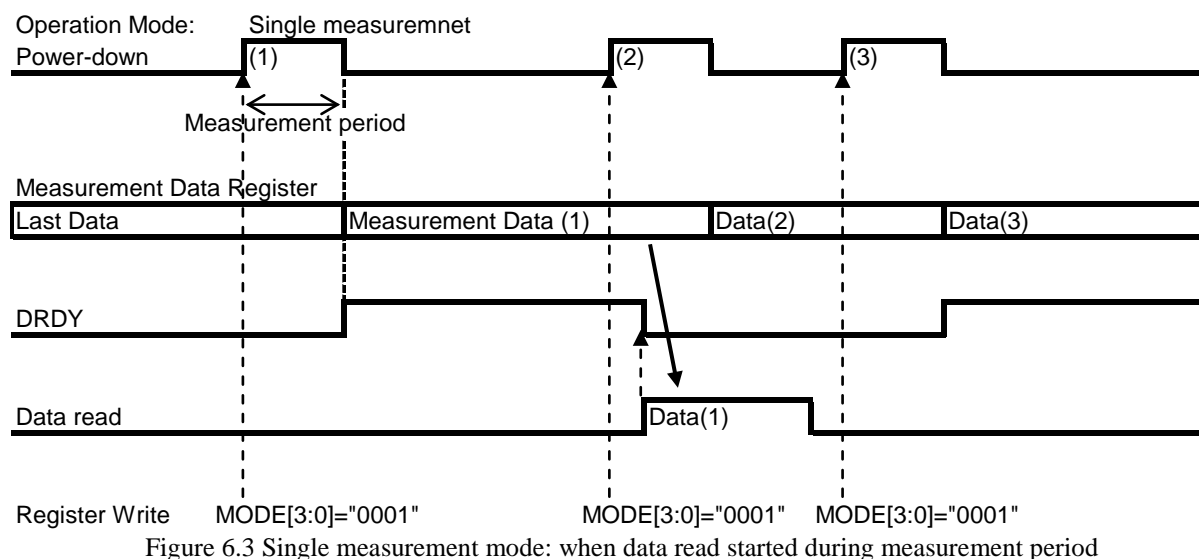 Operation Mode: Single measuremnet
Power-down (1) (2) (3)
Measurement period
Measurement Data Register
Last Data Measurement Data (1) Data(2) Data(3)
DRDY
Data read Data(1)
Register Write MODE[3:0]="0001" MODE[3:0]="0001" MODE[3:0]="0001"
Figure 6.3 Single measurement mode: when data read started during measurement period